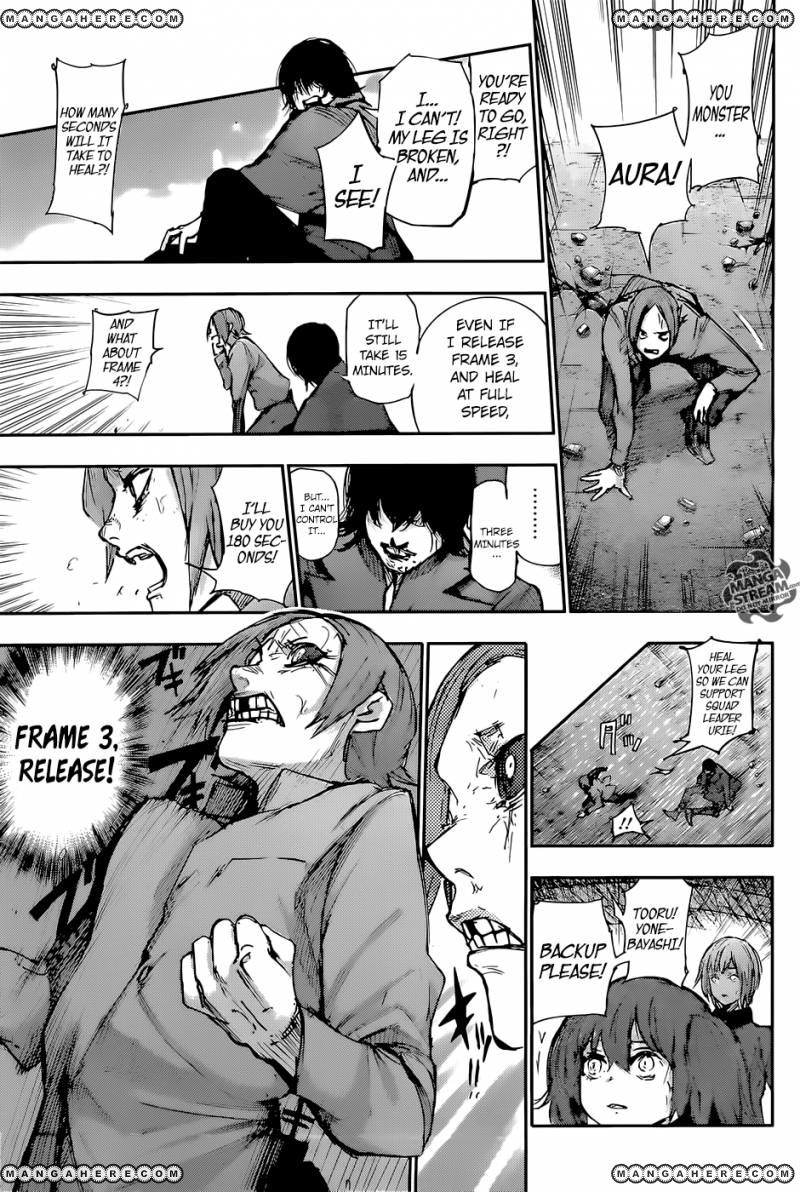 MANGAHERE.COM
MANGAHERE.COM
YOU
MONSTER
...
AURA!
YOU'RE
READY
TO GO,
RIGHT
?!
I...
I CAN'T!
MY LEG IS
BROKEN,
AND...
I
SEE!
HOW MANY
SECONDS
WILL IT
TAKE TO
HEAL?!
EVEN IF
I RELEASE
FRAME 3,
AND HEAL
AT FULL
SPEED,
IT'LL
STILL
TAKE 15
MINUTES.
AND
WHAT
ABOUT
FRAME
4?!
THREE
MINUTES
...
BUT...
I CAN'T
CONTROL
IT...
I'LL
BUY YOU
180 SEC-
ONDS!
MANGA
STREAM
HEAL
YOUR LEG
SO WE CAN
SUPPORT
SQUAD
LEADER
URIE!
ダッ
!!
TOORU!
YONE-
BAYASHI!
BACKUP
PLEASE!
FRAME 3,
RELEASE!
MANGAHERE.COM
MANGAHERE.COM